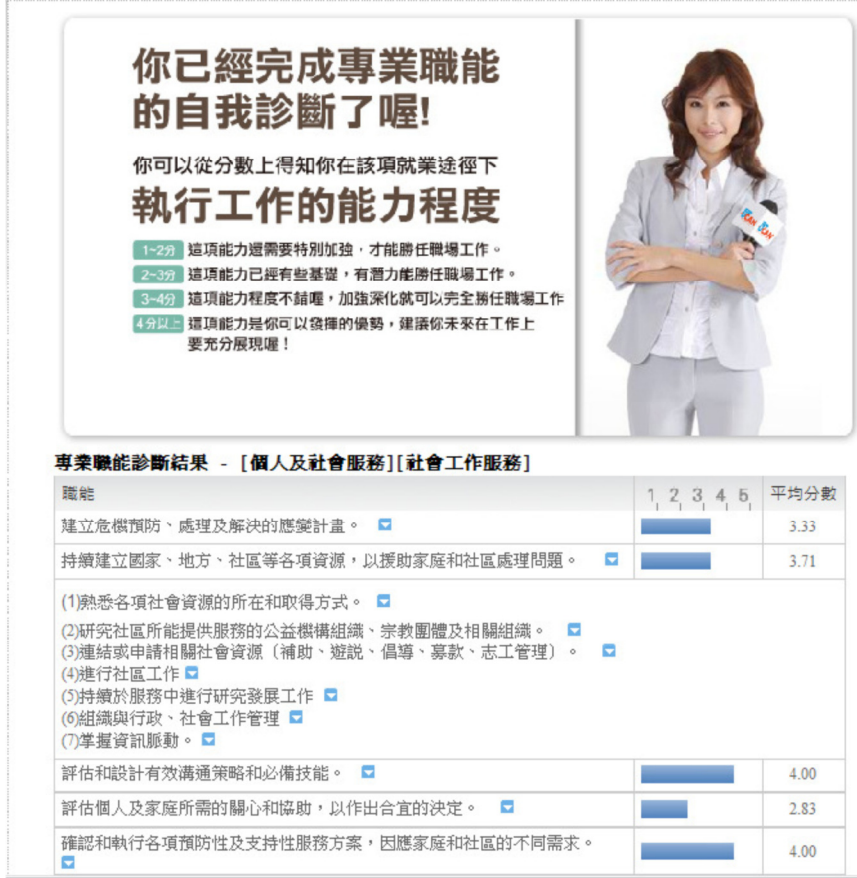 你已經完成專業職能
的自我診斷了喔!
你可以從分數上得知你在該項就業途徑下
執行工作的能力程度
1~2分 這項能力還需要特別加強，才能勝任職場工作。
2~3分 這項能力已經有些基礎，有潛力能勝任職場工作。
3~4分 這項能力程度不錯喔，加強深化就可以完全勝任職場工作
4分以上 這項能力是你可以發揮的優勢，建議你未來在工作上
要充分展現喔！
UCAN UCAN
專業職能診斷結果 - [個人及社會服務][社會工作服務]
職能 1 2 3 4 5 平均分數
建立危機預防、處理及解決的應變計畫。 3.33
持續建立國家、地方、社區等各項資源，以援助家庭和社區處理問題。 3.71
(1)熟悉各項社會資源的所在和取得方式。
(2)研究社區所能提供服務的公益機構組織、宗教團體及相關組織。
(3)連結或申請相關社會資源〔補助、遊說、倡導、募款、志工管理〕。
(4)進行社區工作
(5)持續於服務中進行研究發展工作
(6)組織與行政、社會工作管理
(7)掌握資訊脈動。
評估和設計有效溝通策略和必備技能。 4.00
評估個人及家庭所需的關心和協助，以作出合宜的決定。 2.83
確認和執行各項預防性及支持性服務方案，因應家庭和社區的不同需求。 4.00